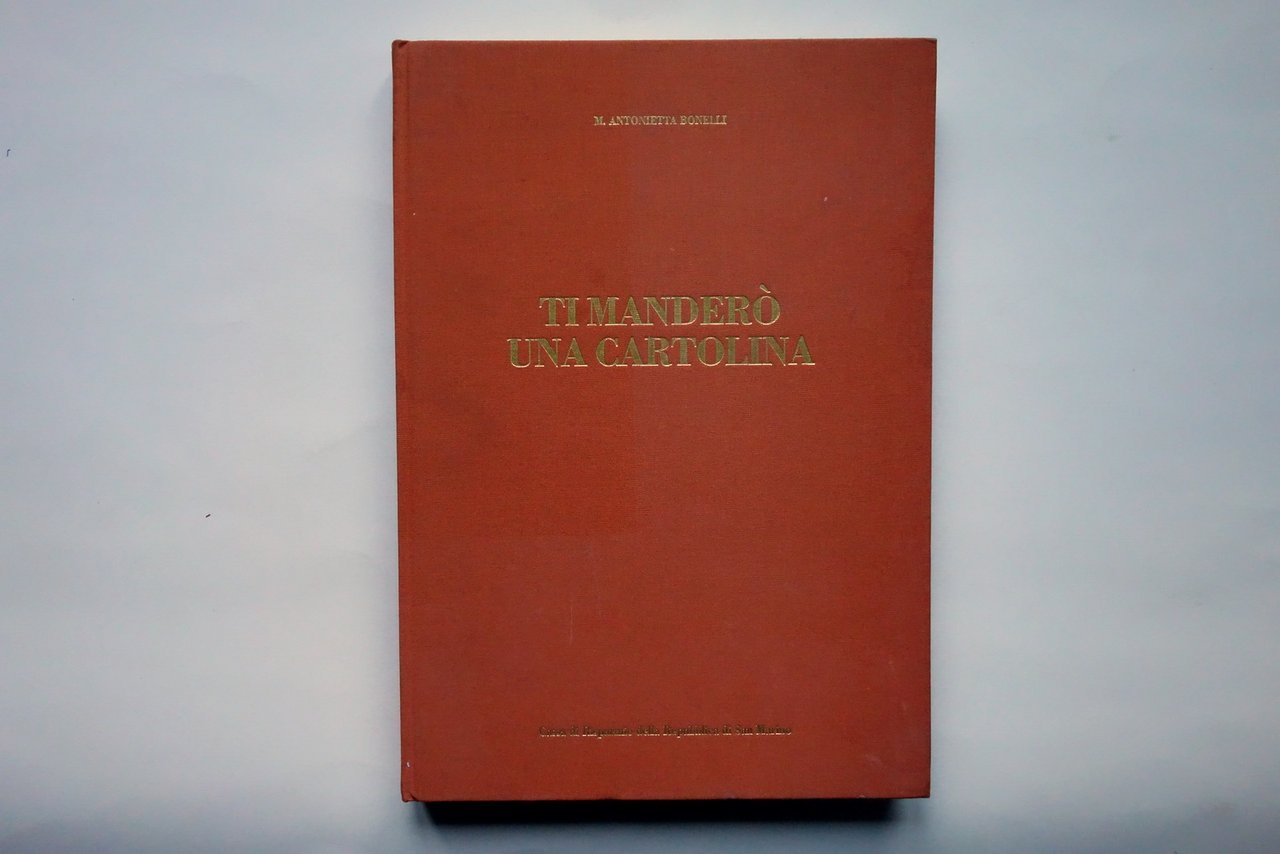 M. ANTONIETTA BONELLI
TI MANDERÒ
UNA CARTOLINA
Cassa di Risparmio della Repubblica di San Marino